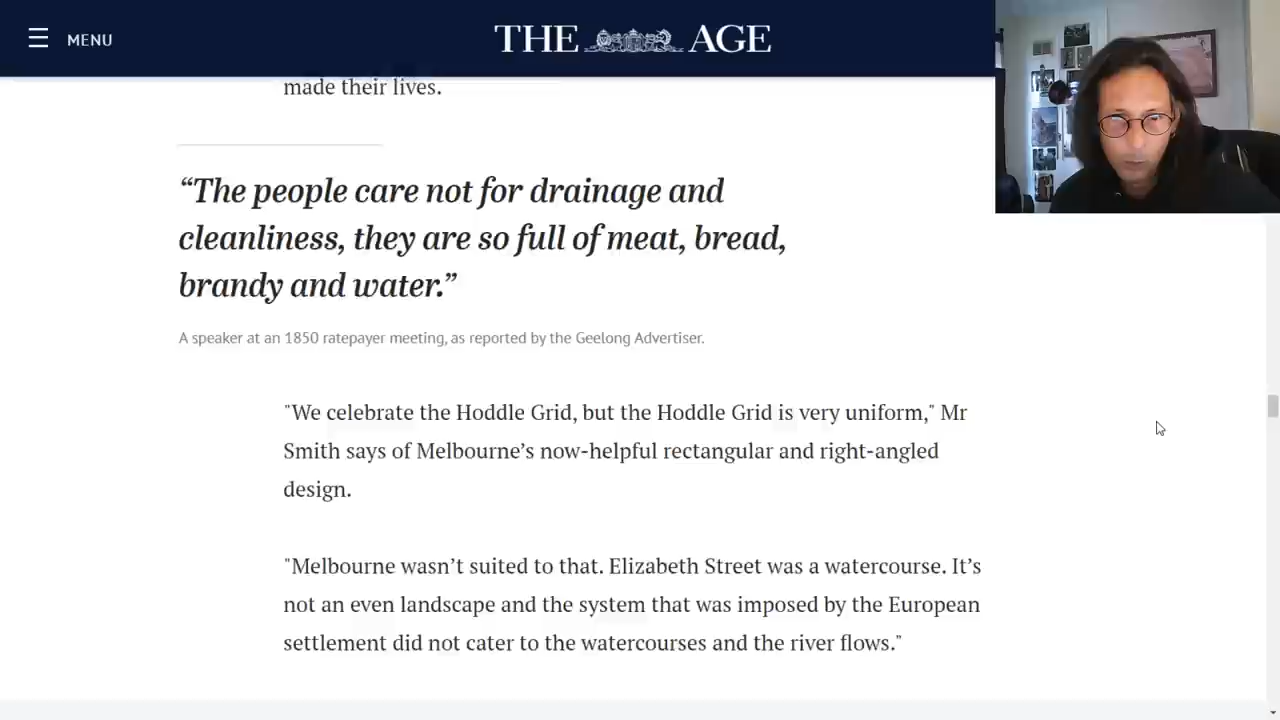 MENU
THE AGE
made their lives.
“The people care not for drainage and
cleanliness, they are so full of meat, bread,
brandy and water.”
A speaker at an 1850 ratepayer meeting, as reported by the Geelong Advertiser.
"We celebrate the Hoddle Grid, but the Hoddle Grid is very uniform," Mr
Smith says of Melbourne’s now-helpful rectangular and right-angled
design.
"Melbourne wasn’t suited to that. Elizabeth Street was a watercourse. It’s
not an even landscape and the system that was imposed by the European
settlement did not cater to the watercourses and the river flows."